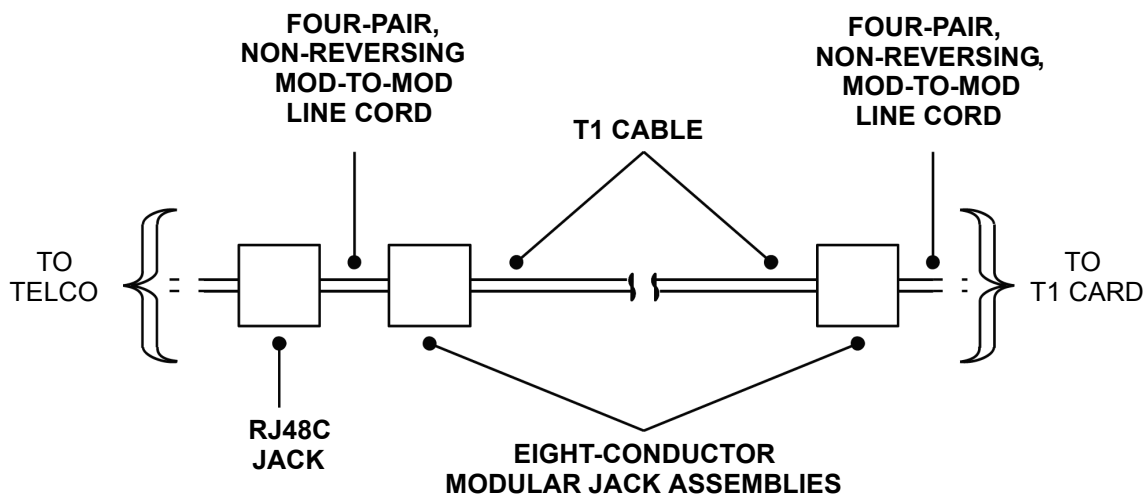 FOUR-PAIR,
NON-REVERSING
MOD-TO-MOD
LINE CORD
FOUR-PAIR,
NON-REVERSING,
MOD-TO-MOD
LINE CORD
T1 CABLE
TO
TELCO
TO
T1 CARD
RJ48C
JACK
EIGHT-CONDUCTOR
MODULAR JACK ASSEMBLIES